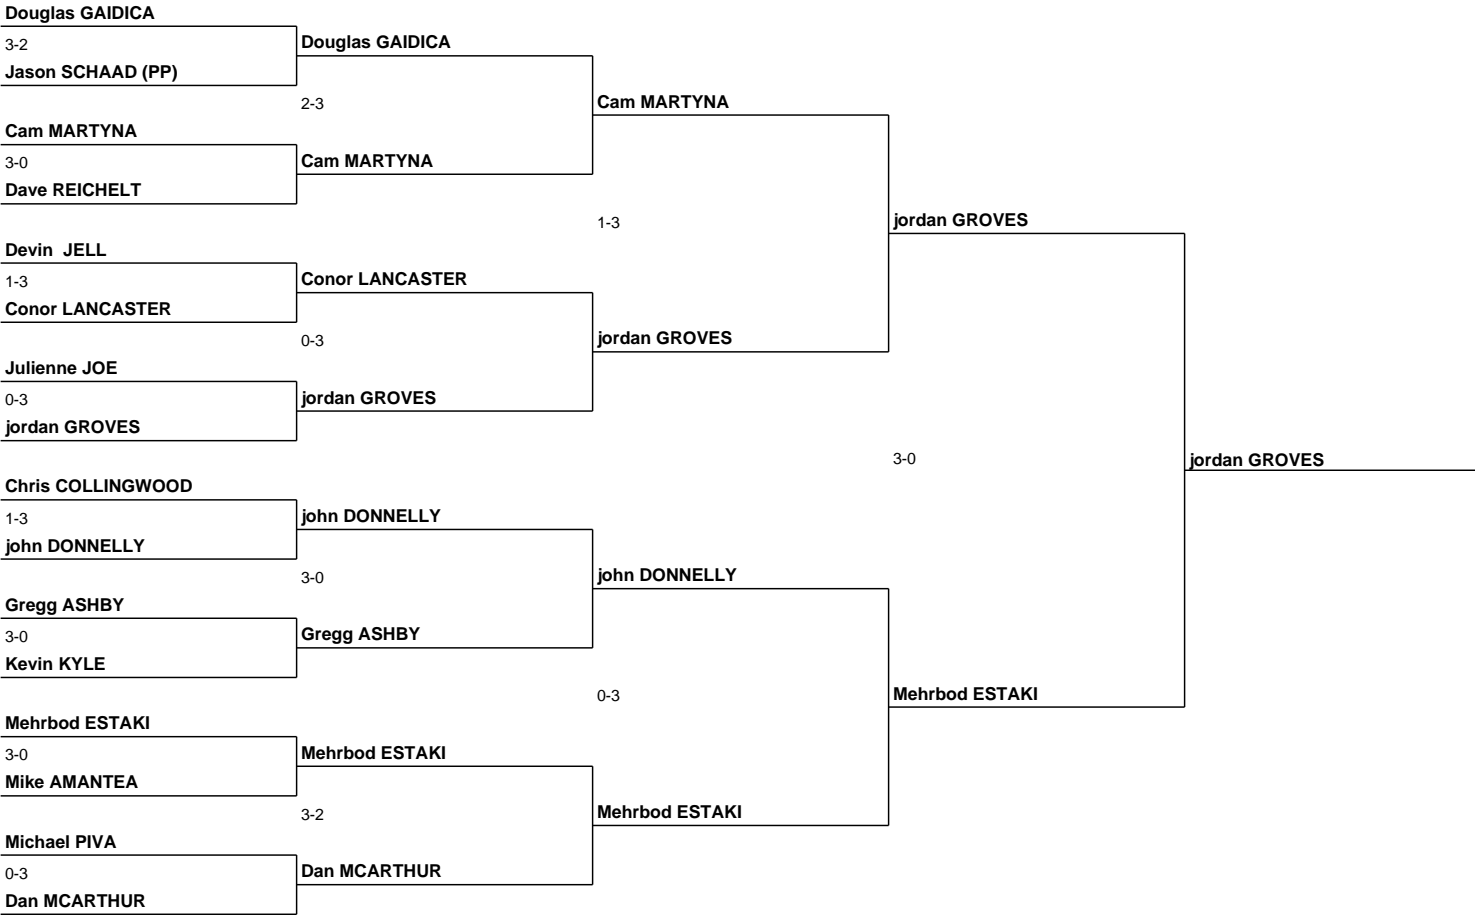 Douglas GAIDICA
3-2
Jason SCHAAD (PP)
Cam MARTYNA
3-0
Dave REICHELT
Devin  JELL
1-3
Conor LANCASTER
Julienne JOE
0-3
jordan GROVES
Chris COLLINGWOOD
1-3
john DONNELLY
Gregg ASHBY
3-0
Kevin KYLE
Mehrbod ESTAKI
3-0
Mike AMANTEA
Michael PIVA
0-3
Dan MCARTHUR
Douglas GAIDICA
2-3
Cam MARTYNA
Conor LANCASTER
0-3
jordan GROVES
john DONNELLY
3-0
Gregg ASHBY
Mehrbod ESTAKI
3-2
Dan MCARTHUR
Cam MARTYNA
1-3
jordan GROVES
john DONNELLY
0-3
Mehrbod ESTAKI
jordan GROVES
3-0
Mehrbod ESTAKI
jordan GROVES